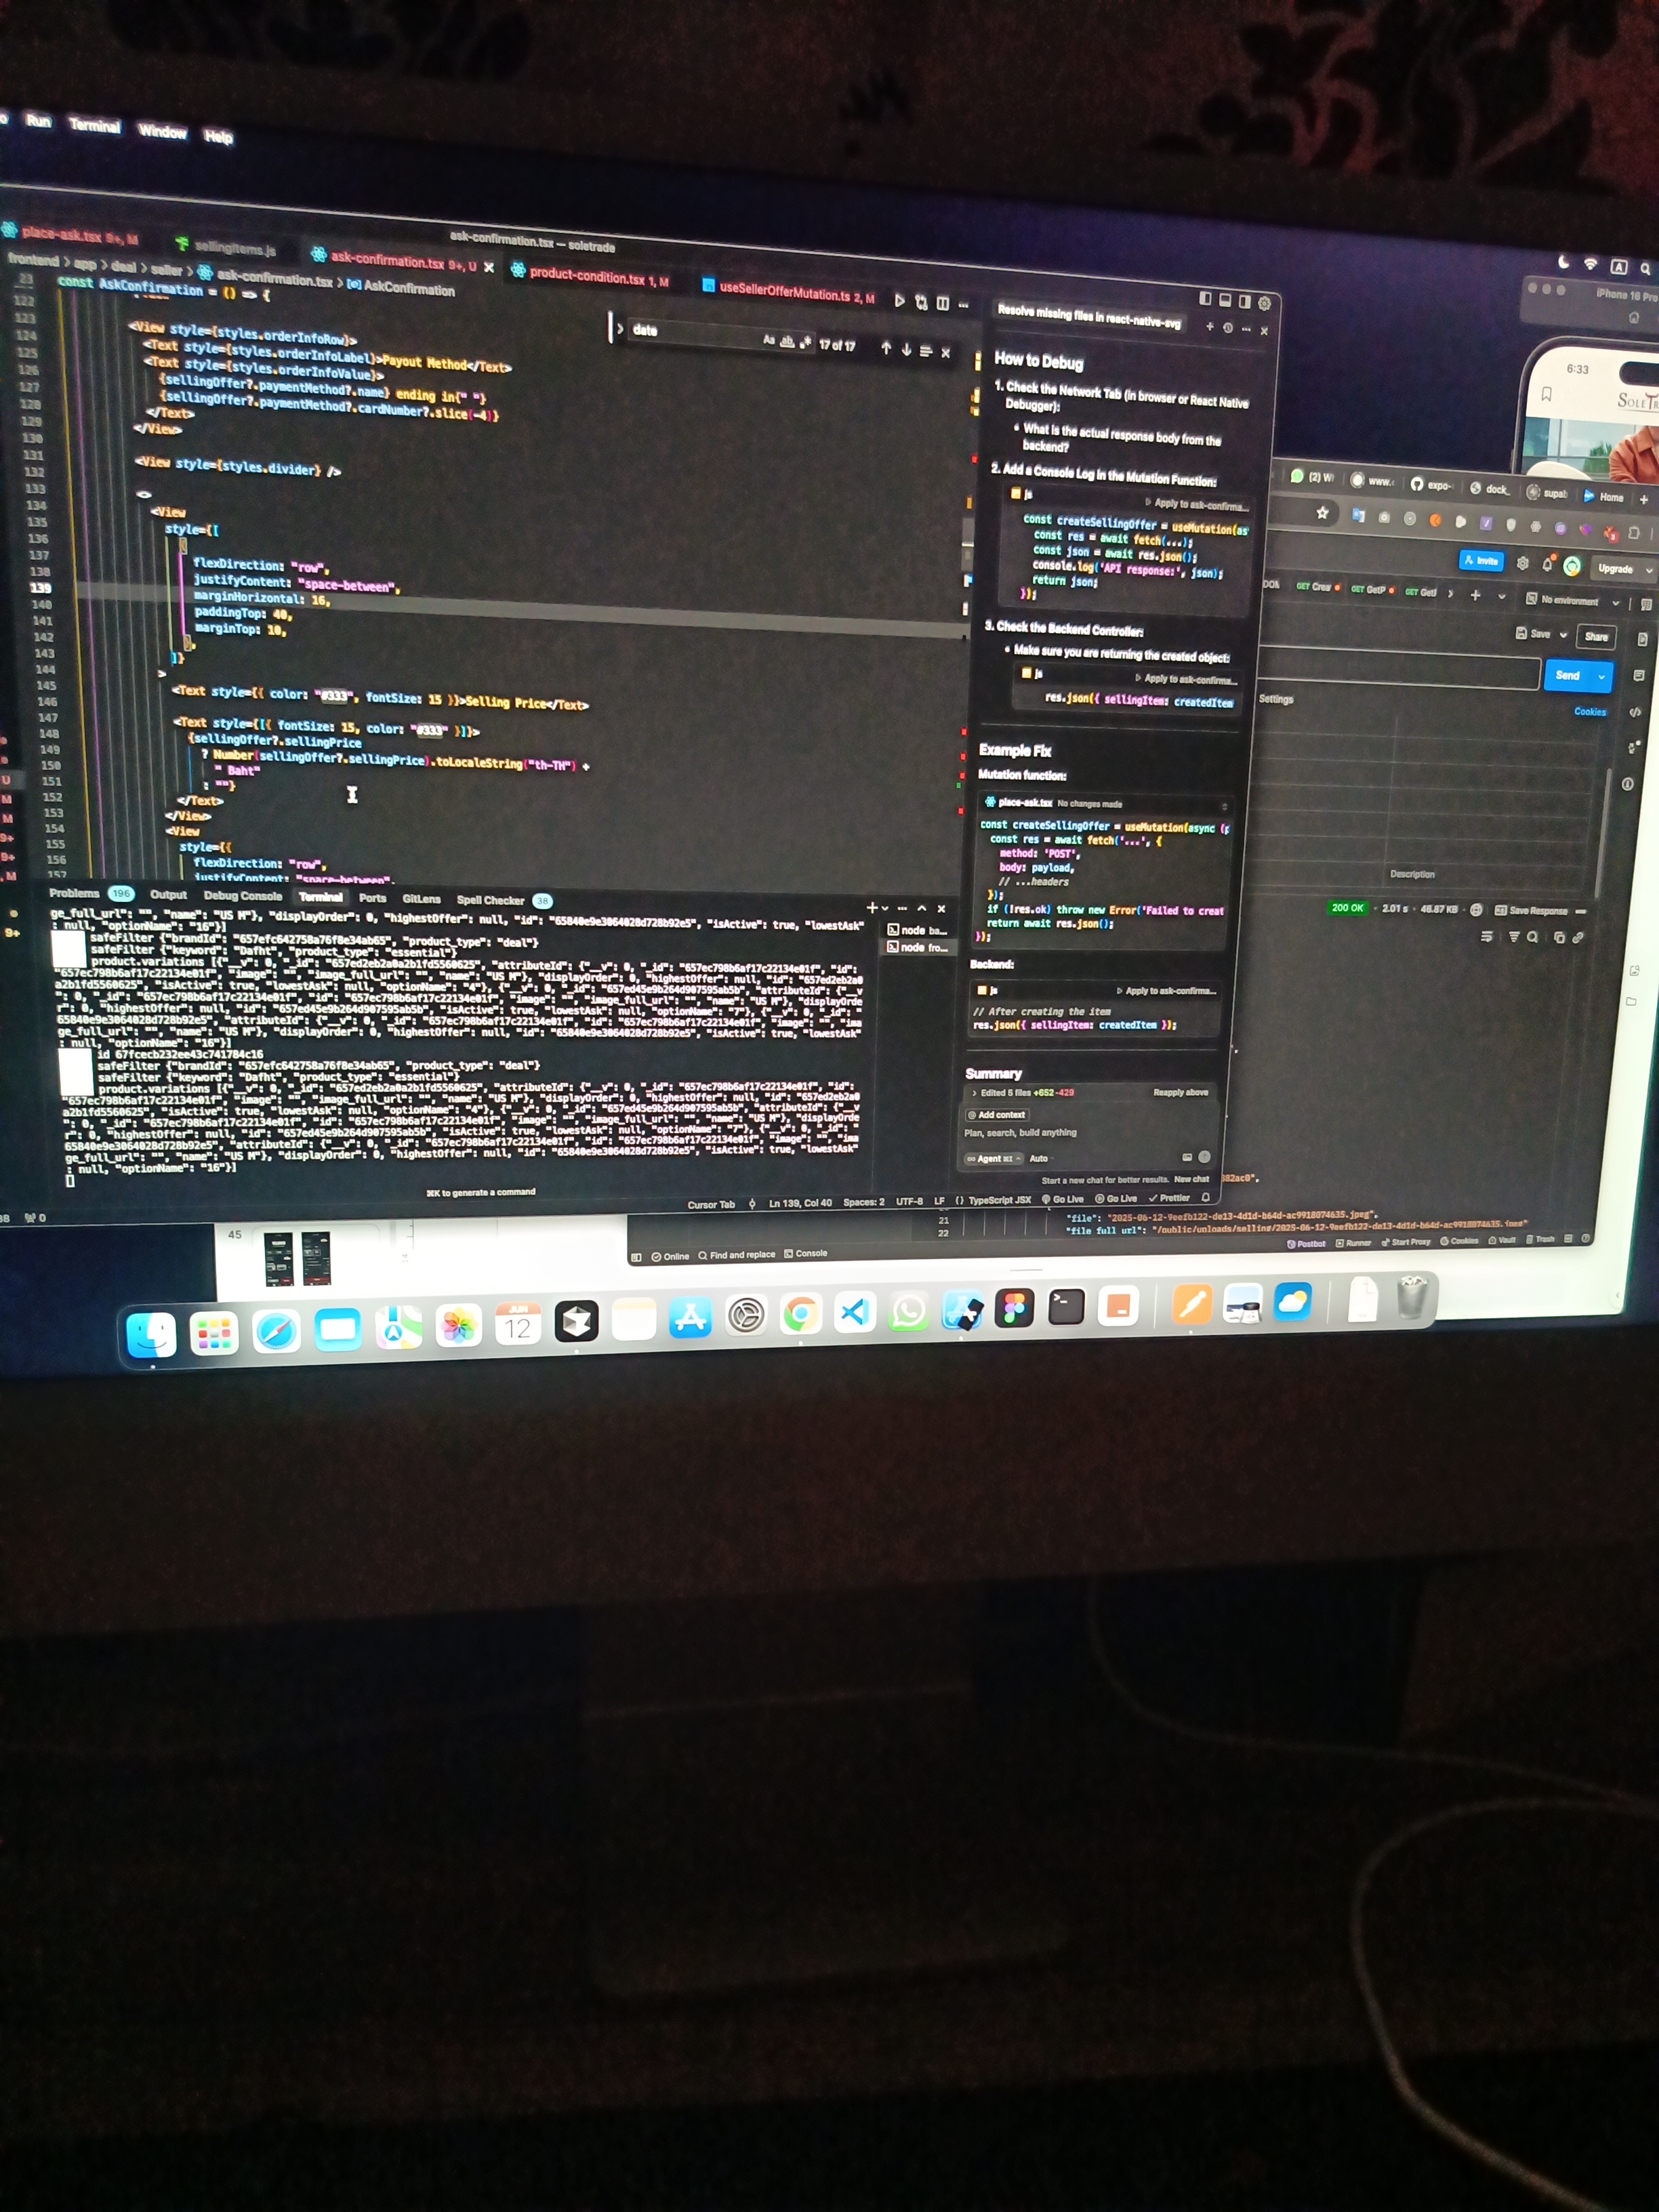 Run Terminal Window Help
ask-confirmation.tsx — soletrade
place-ask.tsx 9+, M
sellingItems.js
ask-confirmation.tsx 9+, U
product-condition.tsx 1, M
useSellerOfferMutation.ts 2, M
frontend > app > deal > seller > ask-confirmation.tsx > AskConfirmation
23 const AskConfirmation = () => {
122
123
124 <View style={styles.orderInfoRow}>
125 <Text style={styles.orderInfoLabel}>Payout Method</Text>
126 <Text style={styles.orderInfoValue}>
127 {sellingOffer?.paymentMethod?.name} ending in{" "}
128 {sellingOffer?.paymentMethod?.cardNumber?.slice(-4)}
129 </Text>
130 </View>
131
132 <View style={styles.divider} />
133
134 <>
135 <View
136 style={[
137 {
138 flexDirection: "row",
139 justifyContent: "space-between",
140 marginHorizontal: 16,
141 paddingTop: 40,
142 marginTop: 10,
143 },
144 ]}
145 >
146 <Text style={{ color: "#333", fontSize: 15 }}>Selling Price</Text>
147
148 <Text style={[{ fontSize: 15, color: "#333" }]}>
149 {sellingOffer?.sellingPrice
150 ? Number(sellingOffer?.sellingPrice).toLocaleString("th-TH") +
151 " Baht"
152 : ""}
153 </Text>
154 </View>
155 <View
156 style={{
157 flexDirection: "row",
justifyContent: "space-between",
date
Aa ab 17 of 17
Problems 196 Output Debug Console Terminal Ports GitLens Spell Checker 38
ge_full_url": "", "name": "US M"}, "displayOrder": 0, "highestOffer": null, "id": "65840e9e3064028d728b92e5", "isActive": true, "lowestAsk"
: null, "optionName": "16"}]
safeFilter {"brandId": "657efc642758a76f8e34ab65", "product_type": "deal"}
safeFilter {"keyword": "Dafht", "product_type": "essential"}
product.variations [{"__v": 0, "_id": "657ed2eb2a0a2b1fd5560625", "attributeId": {"__v": 0, "_id": "657ec798b6af17c22134e01f", "id":
"657ec798b6af17c22134e01f", "image": "", "image_full_url": "", "name": "US M"}, "displayOrder": 0, "highestOffer": null, "id": "657ed2eb2a0
a2b1fd5560625", "isActive": true, "lowestAsk": null, "optionName": "4"}, {"__v": 0, "_id": "657ed45e9b264d907595ab5b", "attributeId": {"__v
": 0, "_id": "657ec798b6af17c22134e01f", "id": "657ec798b6af17c22134e01f", "image": "", "image_full_url": "", "name": "US M"}, "displayOrde
r": 0, "highestOffer": null, "id": "657ed45e9b264d907595ab5b", "isActive": true, "lowestAsk": null, "optionName": "7"}, {"__v": 0, "_id": "
65840e9e3064028d728b92e5", "attributeId": {"__v": 0, "_id": "657ec798b6af17c22134e01f", "id": "657ec798b6af17c22134e01f", "image": "", "ima
ge_full_url": "", "name": "US M"}, "displayOrder": 0, "highestOffer": null, "id": "65840e9e3064028d728b92e5", "isActive": true, "lowestAsk"
: null, "optionName": "16"}]
id 67fcecb232ee43c741784c16
safeFilter {"brandId": "657efc642758a76f8e34ab65", "product_type": "deal"}
safeFilter {"keyword": "Dafht", "product_type": "essential"}
product.variations [{"__v": 0, "_id": "657ed2eb2a0a2b1fd5560625", "attributeId": {"__v": 0, "_id": "657ec798b6af17c22134e01f", "id":
"657ec798b6af17c22134e01f", "image": "", "image_full_url": "", "name": "US M"}, "displayOrder": 0, "highestOffer": null, "id": "657ed2eb2a0
a2b1fd5560625", "isActive": true, "lowestAsk": null, "optionName": "4"}, {"__v": 0, "_id": "657ed45e9b264d907595ab5b", "attributeId": {"__v
": 0, "_id": "657ec798b6af17c22134e01f", "id": "657ec798b6af17c22134e01f", "image": "", "image_full_url": "", "name": "US M"}, "displayOrde
r": 0, "highestOffer": null, "id": "657ed45e9b264d907595ab5b", "isActive": true, "lowestAsk": null, "optionName": "7"}, {"__v": 0, "_id": "
65840e9e3064028d728b92e5", "attributeId": {"__v": 0, "_id": "657ec798b6af17c22134e01f", "id": "657ec798b6af17c22134e01f", "image": "", "ima
ge_full_url": "", "name": "US M"}, "displayOrder": 0, "highestOffer": null, "id": "65840e9e3064028d728b92e5", "isActive": true, "lowestAsk"
: null, "optionName": "16"}]
node ba...
node fro...
⌘K to generate a command
Cursor Tab Ln 139, Col 40 Spaces: 2 UTF-8 LF {} TypeScript JSX Go Live Go Live Prettier
Resolve missing files in react-native-svg
How to Debug
1. Check the Network Tab (in browser or React Native
Debugger):
• What is the actual response body from the
backend?
2. Add a Console Log in the Mutation Function:
js Apply to ask-confirma...
const createSellingOffer = useMutation(as
const res = await fetch(...);
const json = await res.json();
console.log('API response:', json);
return json;
});
3. Check the Backend Controller:
• Make sure you are returning the created object:
js Apply to ask-confirma...
res.json({ sellingItem: createdItem
Example Fix
Mutation function:
place-ask.tsx No changes made
const createSellingOffer = useMutation(async (p
const res = await fetch('...', {
method: 'POST',
body: payload,
// ...headers
});
if (!res.ok) throw new Error('Failed to creat
return await res.json();
});
Backend:
js Apply to ask-confirma...
// After creating the item
res.json({ sellingItem: createdItem });
Summary
Edited 5 files +652 -429 Reapply above
@ Add context
Plan, search, build anything
Agent ⌘I Auto
Start a new chat for better results. New chat
iPhone 16 Pro
6:33
SOLETR
(2) W www. expo- dock_ supal Home
Invite Upgrade
GET Crea GET GetP GET Getl No environment
Save Share
Send
Settings
Cookies
Description
200 OK 2.01 s 46.87 KB Save Response
82ac0",
21 "file": "2025-06-12-9eefb122-de13-4d1d-b64d-ac9918074635.jpeg",
22 "file_full_url": "/public/uploads/selling/2025-06-12-9eefb122-de13-4d1d-b64d-ac9918074635.jpeg"
Online Find and replace Console
Postbot Runner Start Proxy Cookies Vault Trash
45
JUN
12